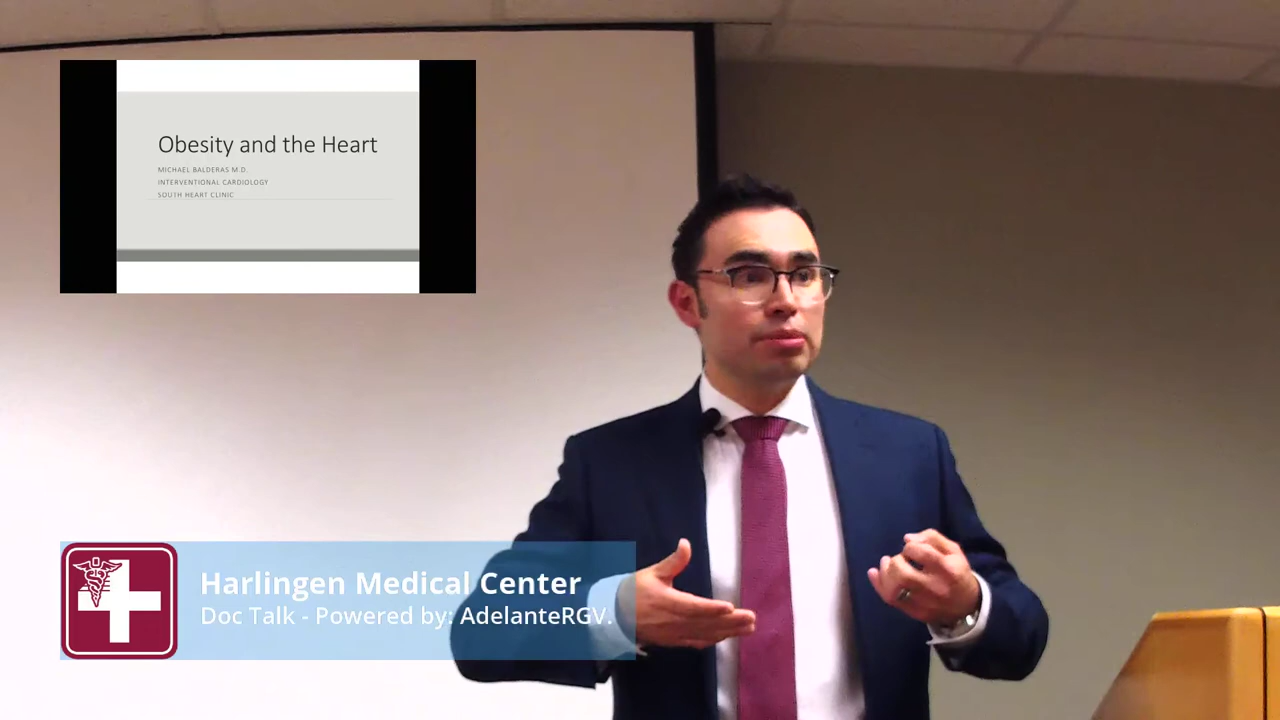 Obesity and the Heart
MICHAEL BALDERAS M.D.
INTERVENTIONAL CARDIOLOGY
SOUTH HEART CLINIC
Harlingen Medical Center
Doc Talk - Powered by: AdelanteRGV.